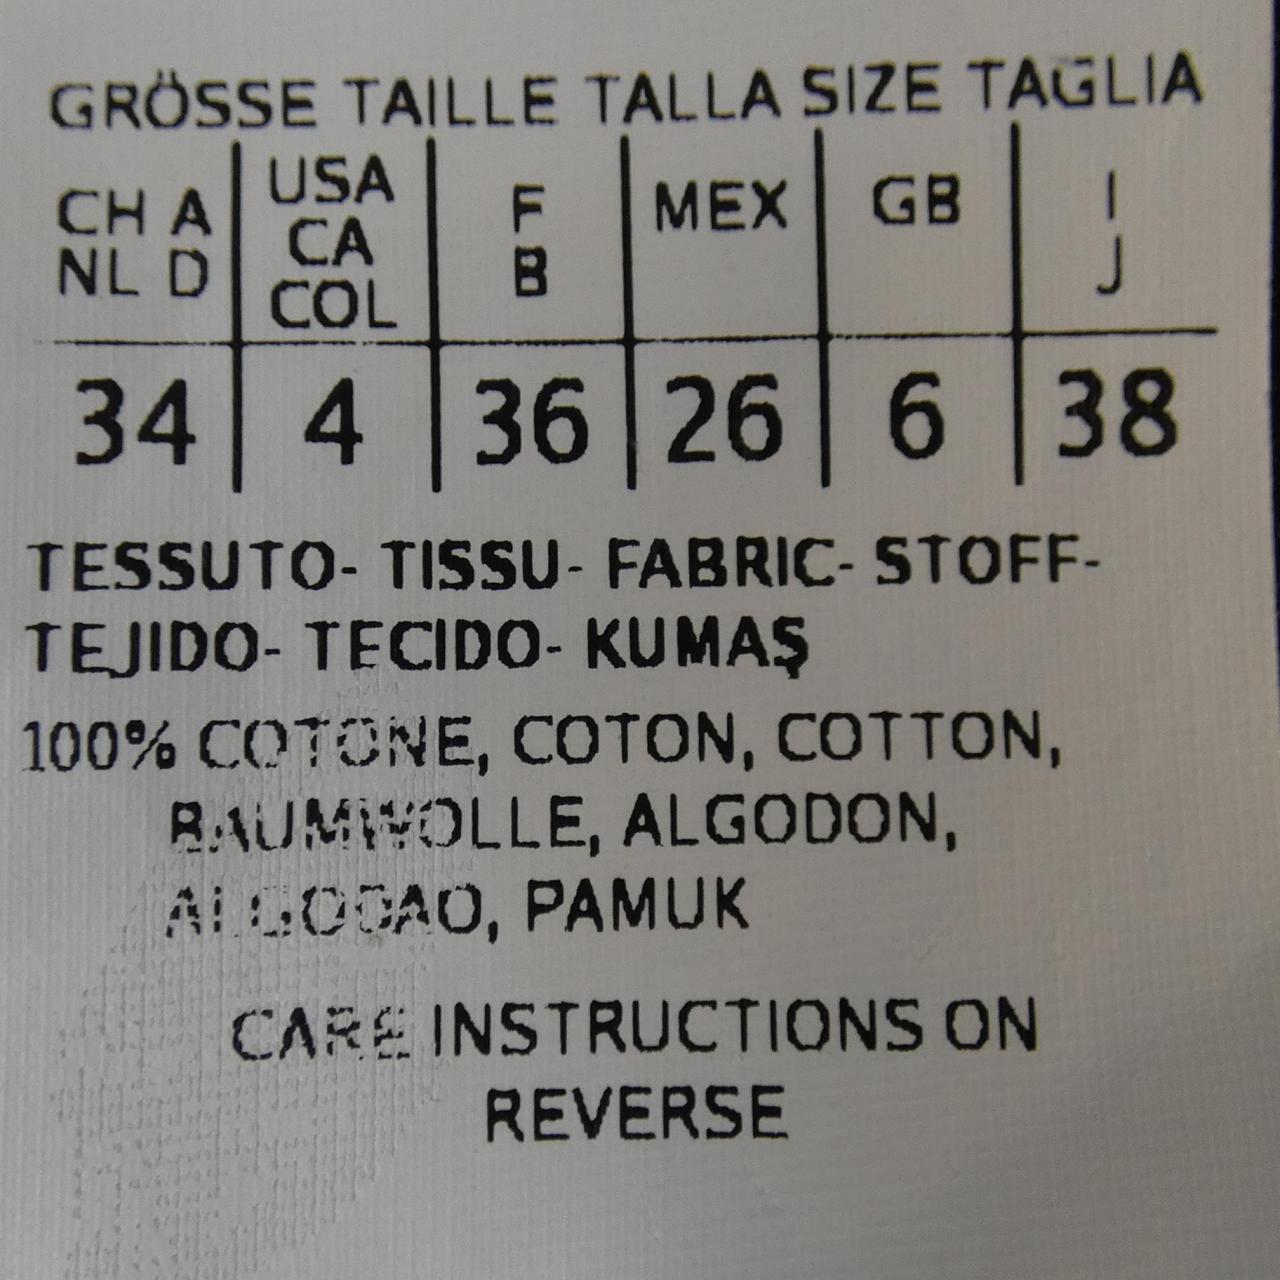 GRÖSSE TAILLE TALLA SIZE TAGLIA
CH A NL D
USA CA COL
F B
MEX
GB
I J
34 4 36 26 6 38
TESSUTO- TISSU- FABRIC- STOFF-
TEJIDO- TECIDO- KUMAŞ
100% COTONE, COTON, COTTON,
BAUMWOLLE, ALGODON,
ALGODAO, PAMUK
CARE INSTRUCTIONS ON
REVERSE